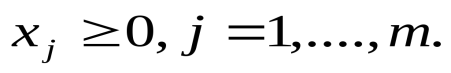 x_j ≥ 0, j = 1,....,m.